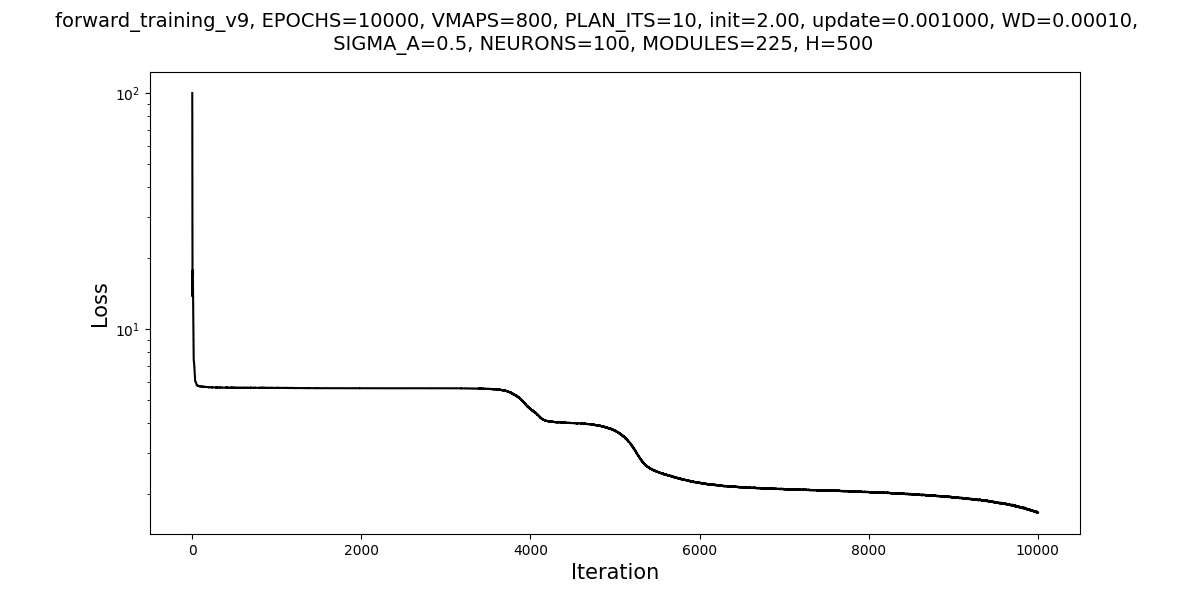 forward_training_v9, EPOCHS=10000, VMAPS=800, PLAN_ITS=10, init=2.00, update=0.001000, WD=0.00010,
SIGMA_A=0.5, NEURONS=100, MODULES=225, H=500
10²
10¹
Loss
0 2000 4000 6000 8000 10000
Iteration